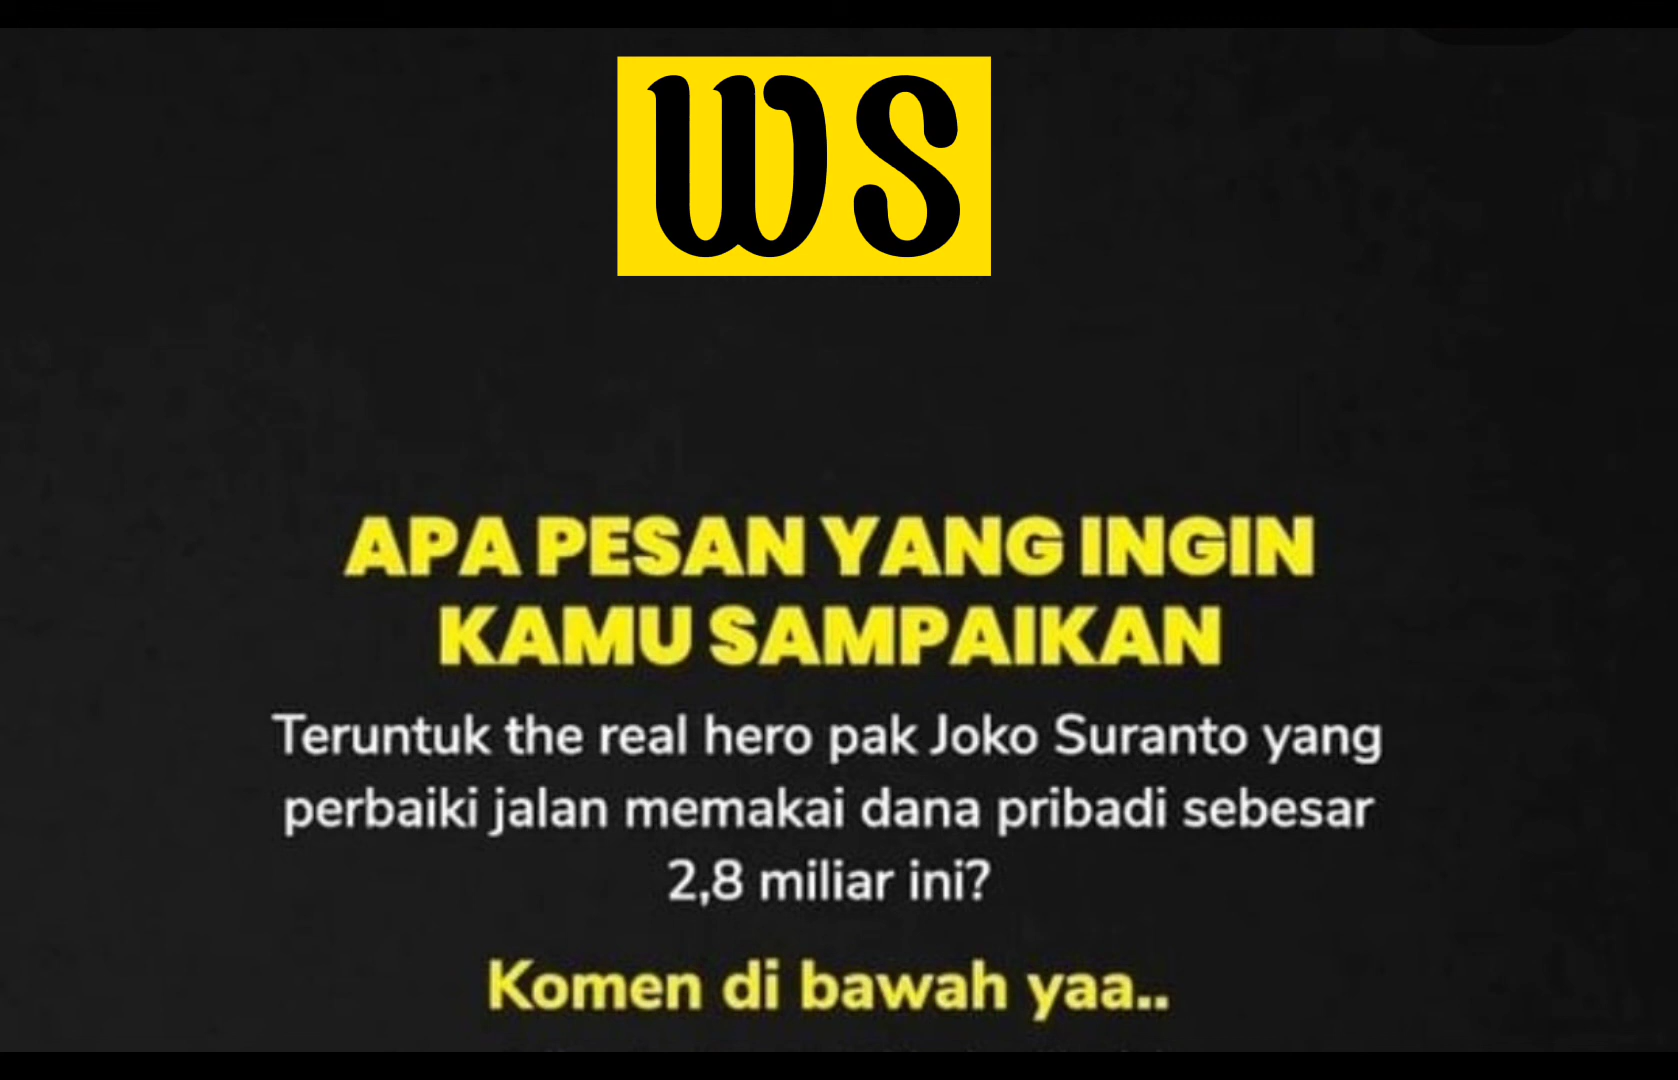 WS
APA PESAN YANG INGIN
KAMU SAMPAIKAN
Teruntuk the real hero pak Joko Suranto yang
perbaiki jalan memakai dana pribadi sebesar
2,8 miliar ini?
Komen di bawah yaa..